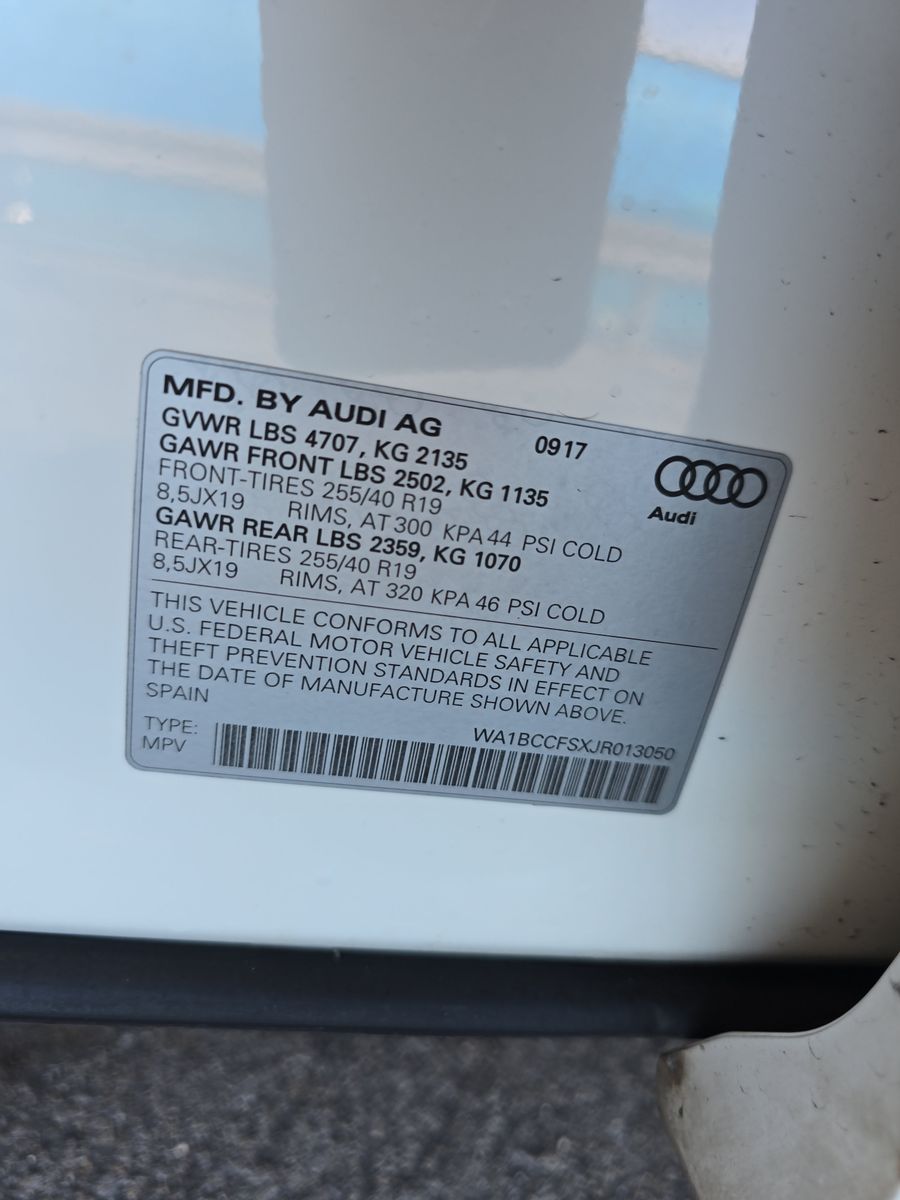 MFD. BY AUDI AG 0917
GVWR LBS 4707, KG 2135
GAWR FRONT LBS 2502, KG 1135
FRONT-TIRES 255/40 R19
8,5JX19 RIMS, AT 300 KPA 44 PSI COLD
GAWR REAR LBS 2359, KG 1070
REAR-TIRES 255/40 R19
8,5JX19 RIMS, AT 320 KPA 46 PSI COLD
Audi
THIS VEHICLE CONFORMS TO ALL APPLICABLE
U.S. FEDERAL MOTOR VEHICLE SAFETY AND
THEFT PREVENTION STANDARDS IN EFFECT ON
THE DATE OF MANUFACTURE SHOWN ABOVE.
SPAIN
WA1BCCFSXJR013050
TYPE:
MPV